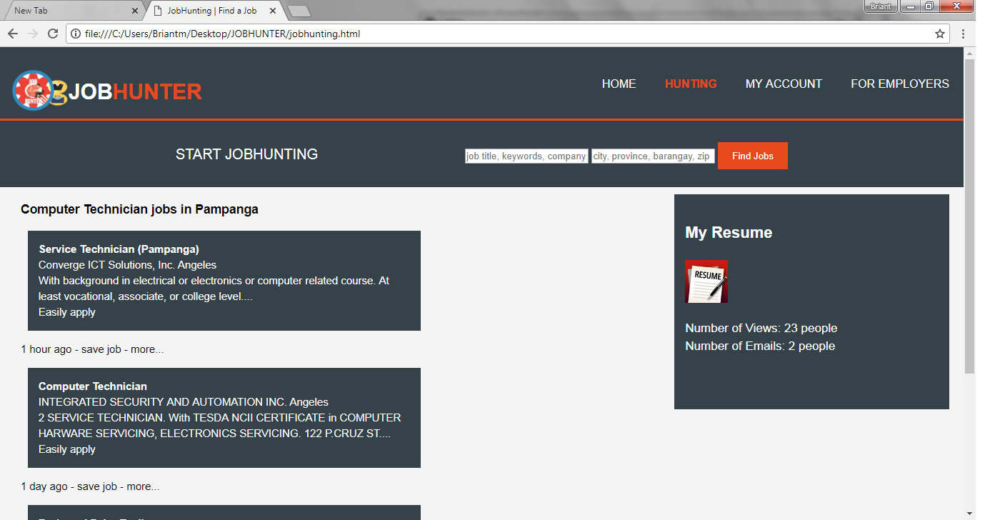 New Tab
JobHunting | Find a Job
Briant
file:///C:/Users/Briantm/Desktop/JOBHUNTER/jobhunting.html
JOB
HUNTER
JOBHUNTER
HOME
HUNTING
MY ACCOUNT
FOR EMPLOYERS
START JOBHUNTING
job title, keywords, company
city, province, barangay, zip
Find Jobs
Computer Technician jobs in Pampanga
Service Technician (Pampanga)
Converge ICT Solutions, Inc. Angeles
With background in electrical or electronics or computer related course. At
least vocational, associate, or college level....
Easily apply
1 hour ago - save job - more...
Computer Technician
INTEGRATED SECURITY AND AUTOMATION INC. Angeles
2 SERVICE TECHNICIAN. With TESDA NCII CERTIFICATE in COMPUTER
HARWARE SERVICING, ELECTRONICS SERVICING. 122 P.CRUZ ST....
Easily apply
1 day ago - save job - more...
My Resume
RESUME
Number of Views: 23 people
Number of Emails: 2 people